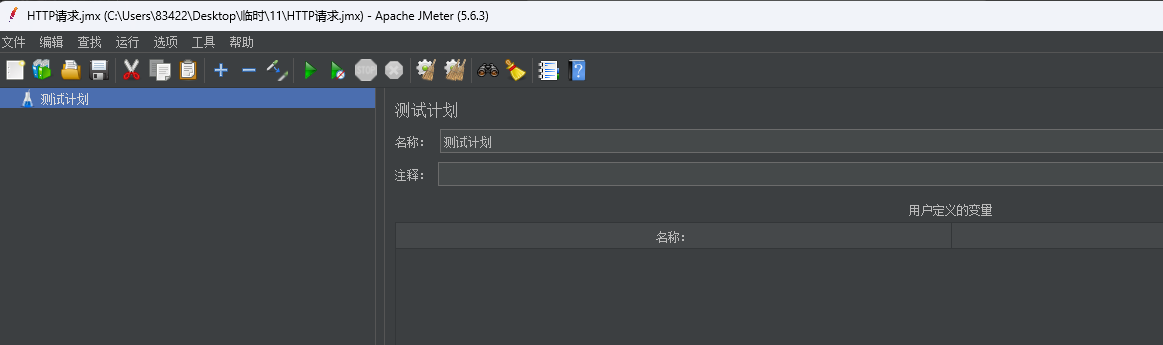 HTTP请求.jmx (C:\Users\83422\Desktop\临时\11\HTTP请求.jmx) - Apache JMeter (5.6.3)
文件 编辑 查找 运行 选项 工具 帮助
STOP
测试计划
测试计划
名称： 测试计划
注释：
用户定义的变量
名称：